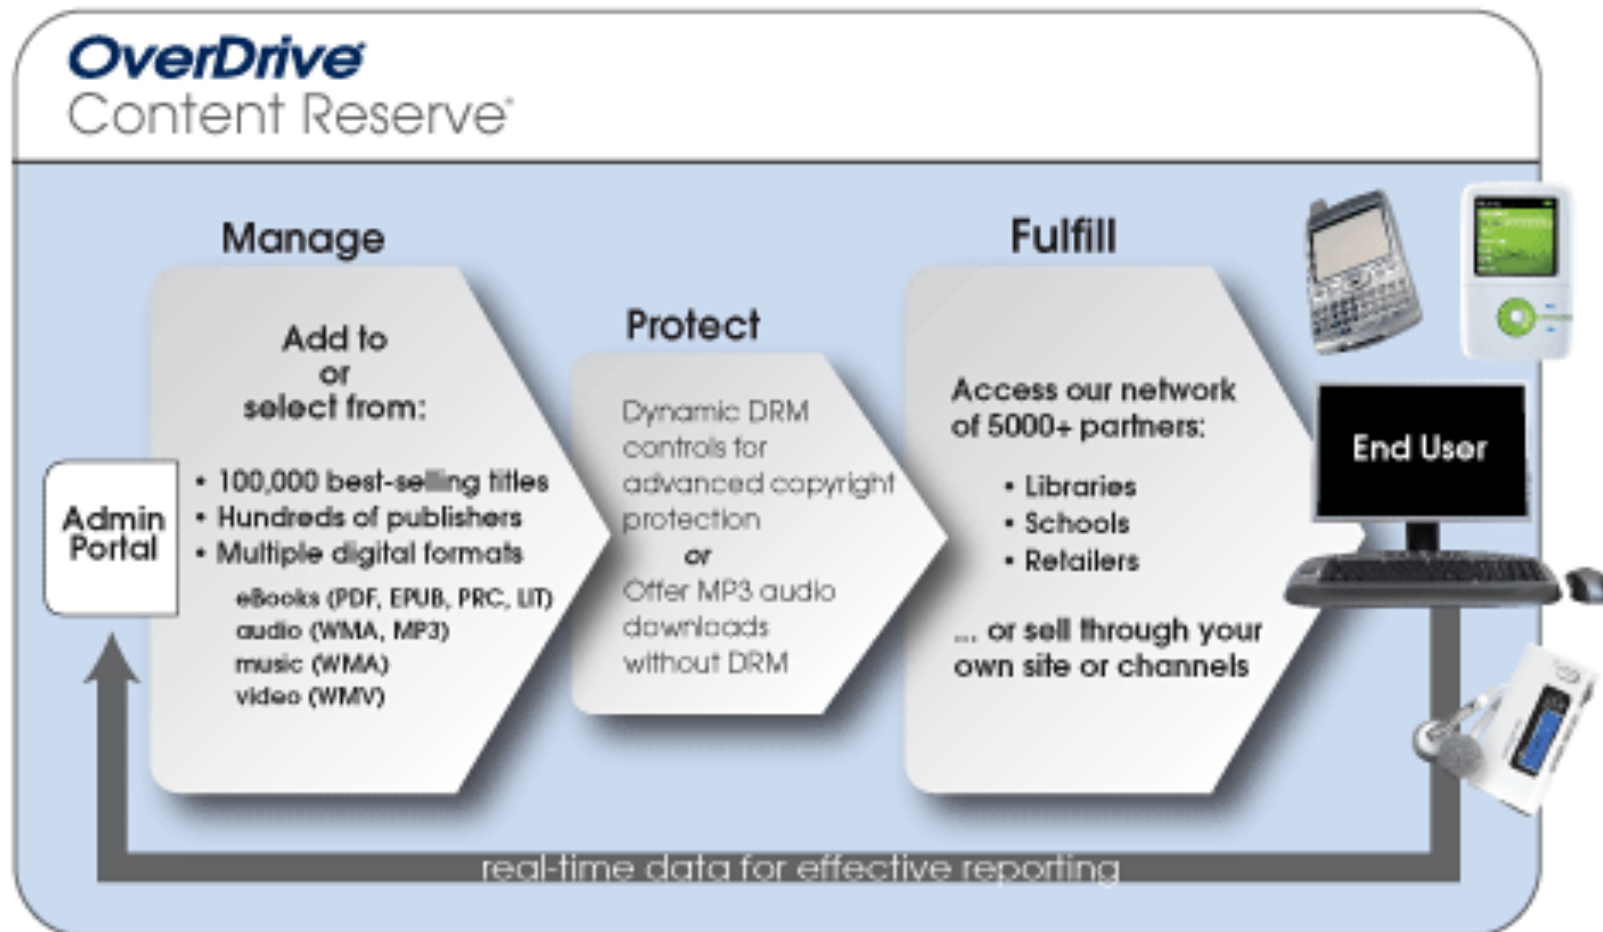 OverDrive
Content Reserve®
Manage
Add to
or
select from:
• 100,000 best-selling titles
• Hundreds of publishers
• Multiple digital formats
eBooks (PDF, EPUB, PRC, LIT)
audio (WMA, MP3)
music (WMA)
video (WMV)
Admin
Portal
Protect
Dynamic DRM
controls for
advanced copyright
protection
or
Offer MP3 audio
downloads
without DRM
Fulfill
Access our network
of 5000+ partners:
• Libraries
• Schools
• Retailers
... or sell through your
own site or channels
End User
real-time data for effective reporting